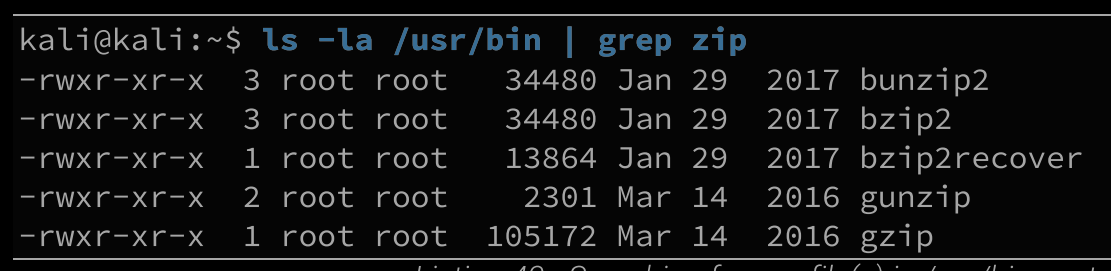 kali@kali:~$ ls -la /usr/bin | grep zip
-rwxr-xr-x  3 root root   34480 Jan 29  2017 bunzip2
-rwxr-xr-x  3 root root   34480 Jan 29  2017 bzip2
-rwxr-xr-x  1 root root   13864 Jan 29  2017 bzip2recover
-rwxr-xr-x  2 root root    2301 Mar 14  2016 gunzip
-rwxr-xr-x  1 root root  105172 Mar 14  2016 gzip